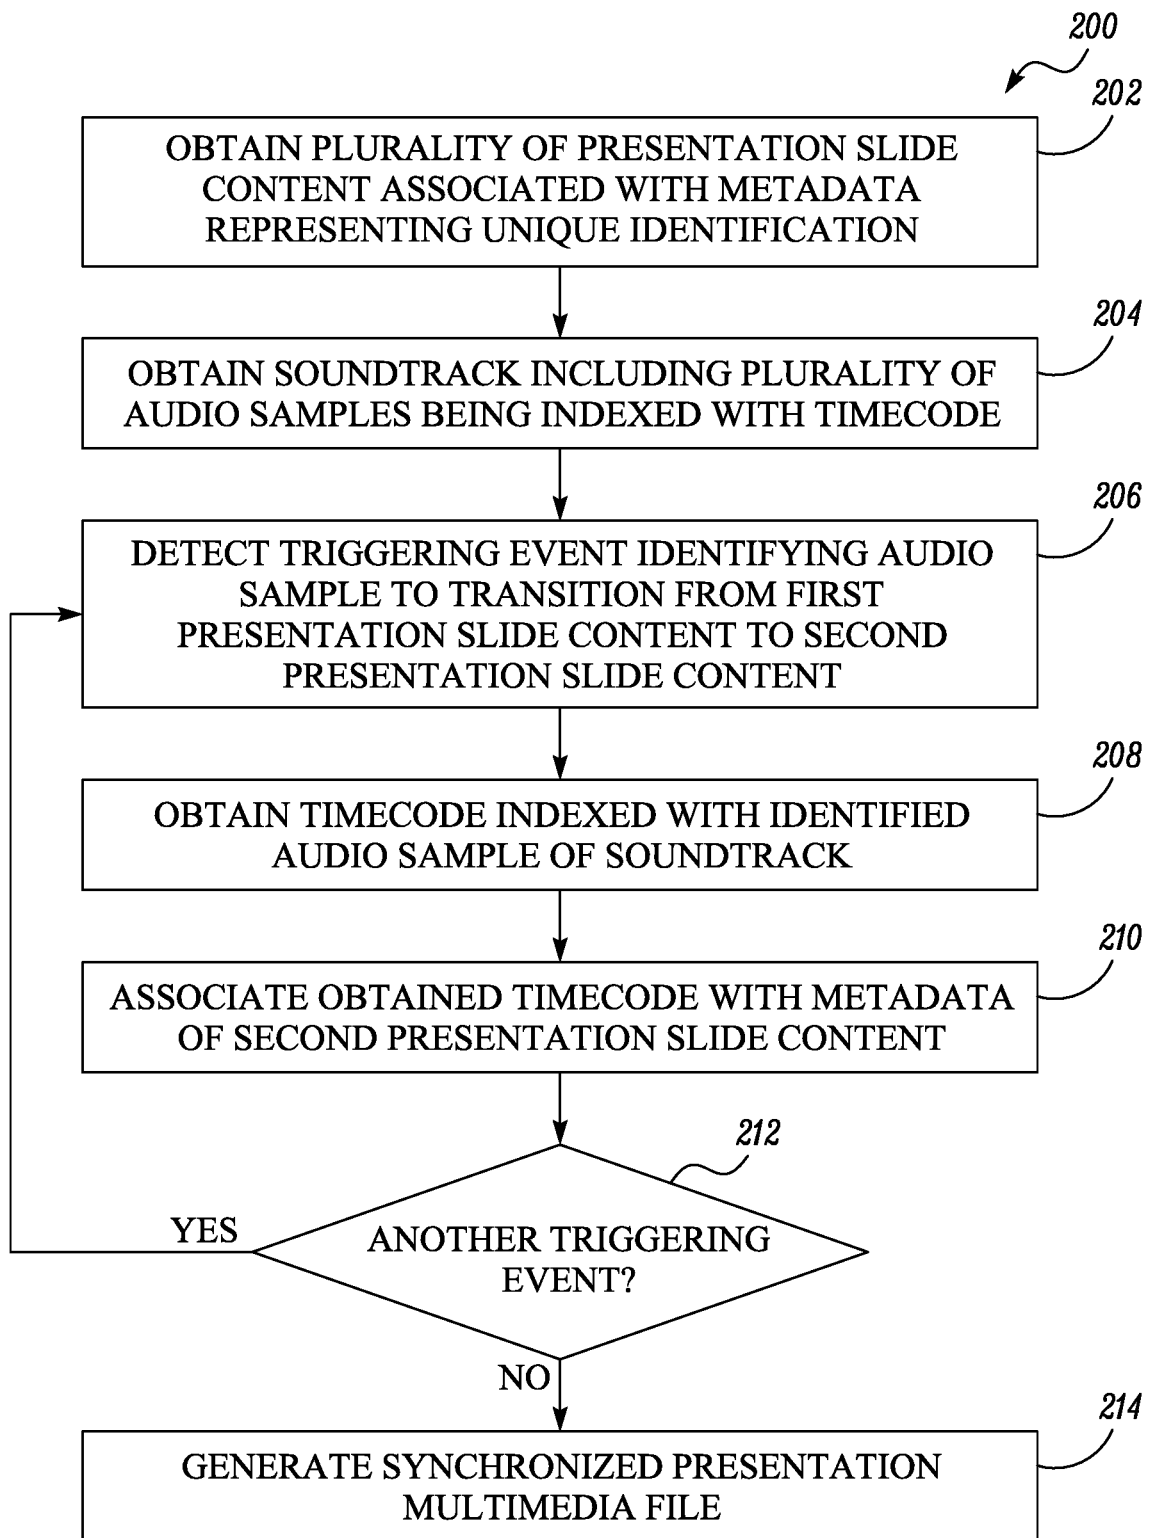 200
202
OBTAIN PLURALITY OF PRESENTATION SLIDE
CONTENT ASSOCIATED WITH METADATA
REPRESENTING UNIQUE IDENTIFICATION
204
OBTAIN SOUNDTRACK INCLUDING PLURALITY OF
AUDIO SAMPLES BEING INDEXED WITH TIMECODE
206
DETECT TRIGGERING EVENT IDENTIFYING AUDIO
SAMPLE TO TRANSITION FROM FIRST
PRESENTATION SLIDE CONTENT TO SECOND
PRESENTATION SLIDE CONTENT
208
OBTAIN TIMECODE INDEXED WITH IDENTIFIED
AUDIO SAMPLE OF SOUNDTRACK
210
ASSOCIATE OBTAINED TIMECODE WITH METADATA
OF SECOND PRESENTATION SLIDE CONTENT
212
YES
ANOTHER TRIGGERING
EVENT?
NO
214
GENERATE SYNCHRONIZED PRESENTATION
MULTIMEDIA FILE